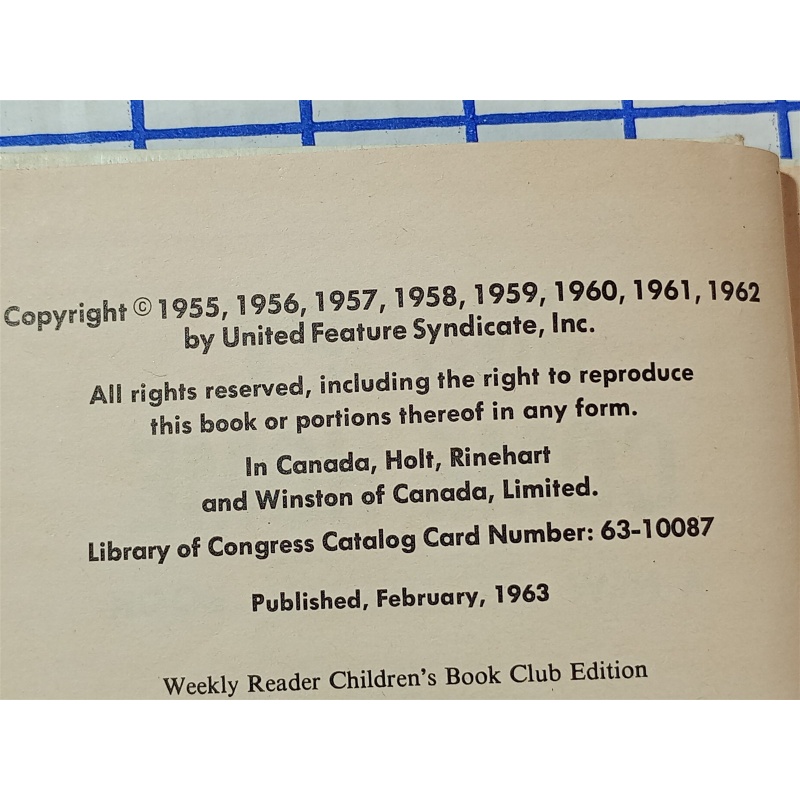 Copyright © 1955, 1956, 1957, 1958, 1959, 1960, 1961, 1962
by United Feature Syndicate, Inc.
All rights reserved, including the right to reproduce
this book or portions thereof in any form.
In Canada, Holt, Rinehart
and Winston of Canada, Limited.
Library of Congress Catalog Card Number: 63-10087
Published, February, 1963
Weekly Reader Children's Book Club Edition